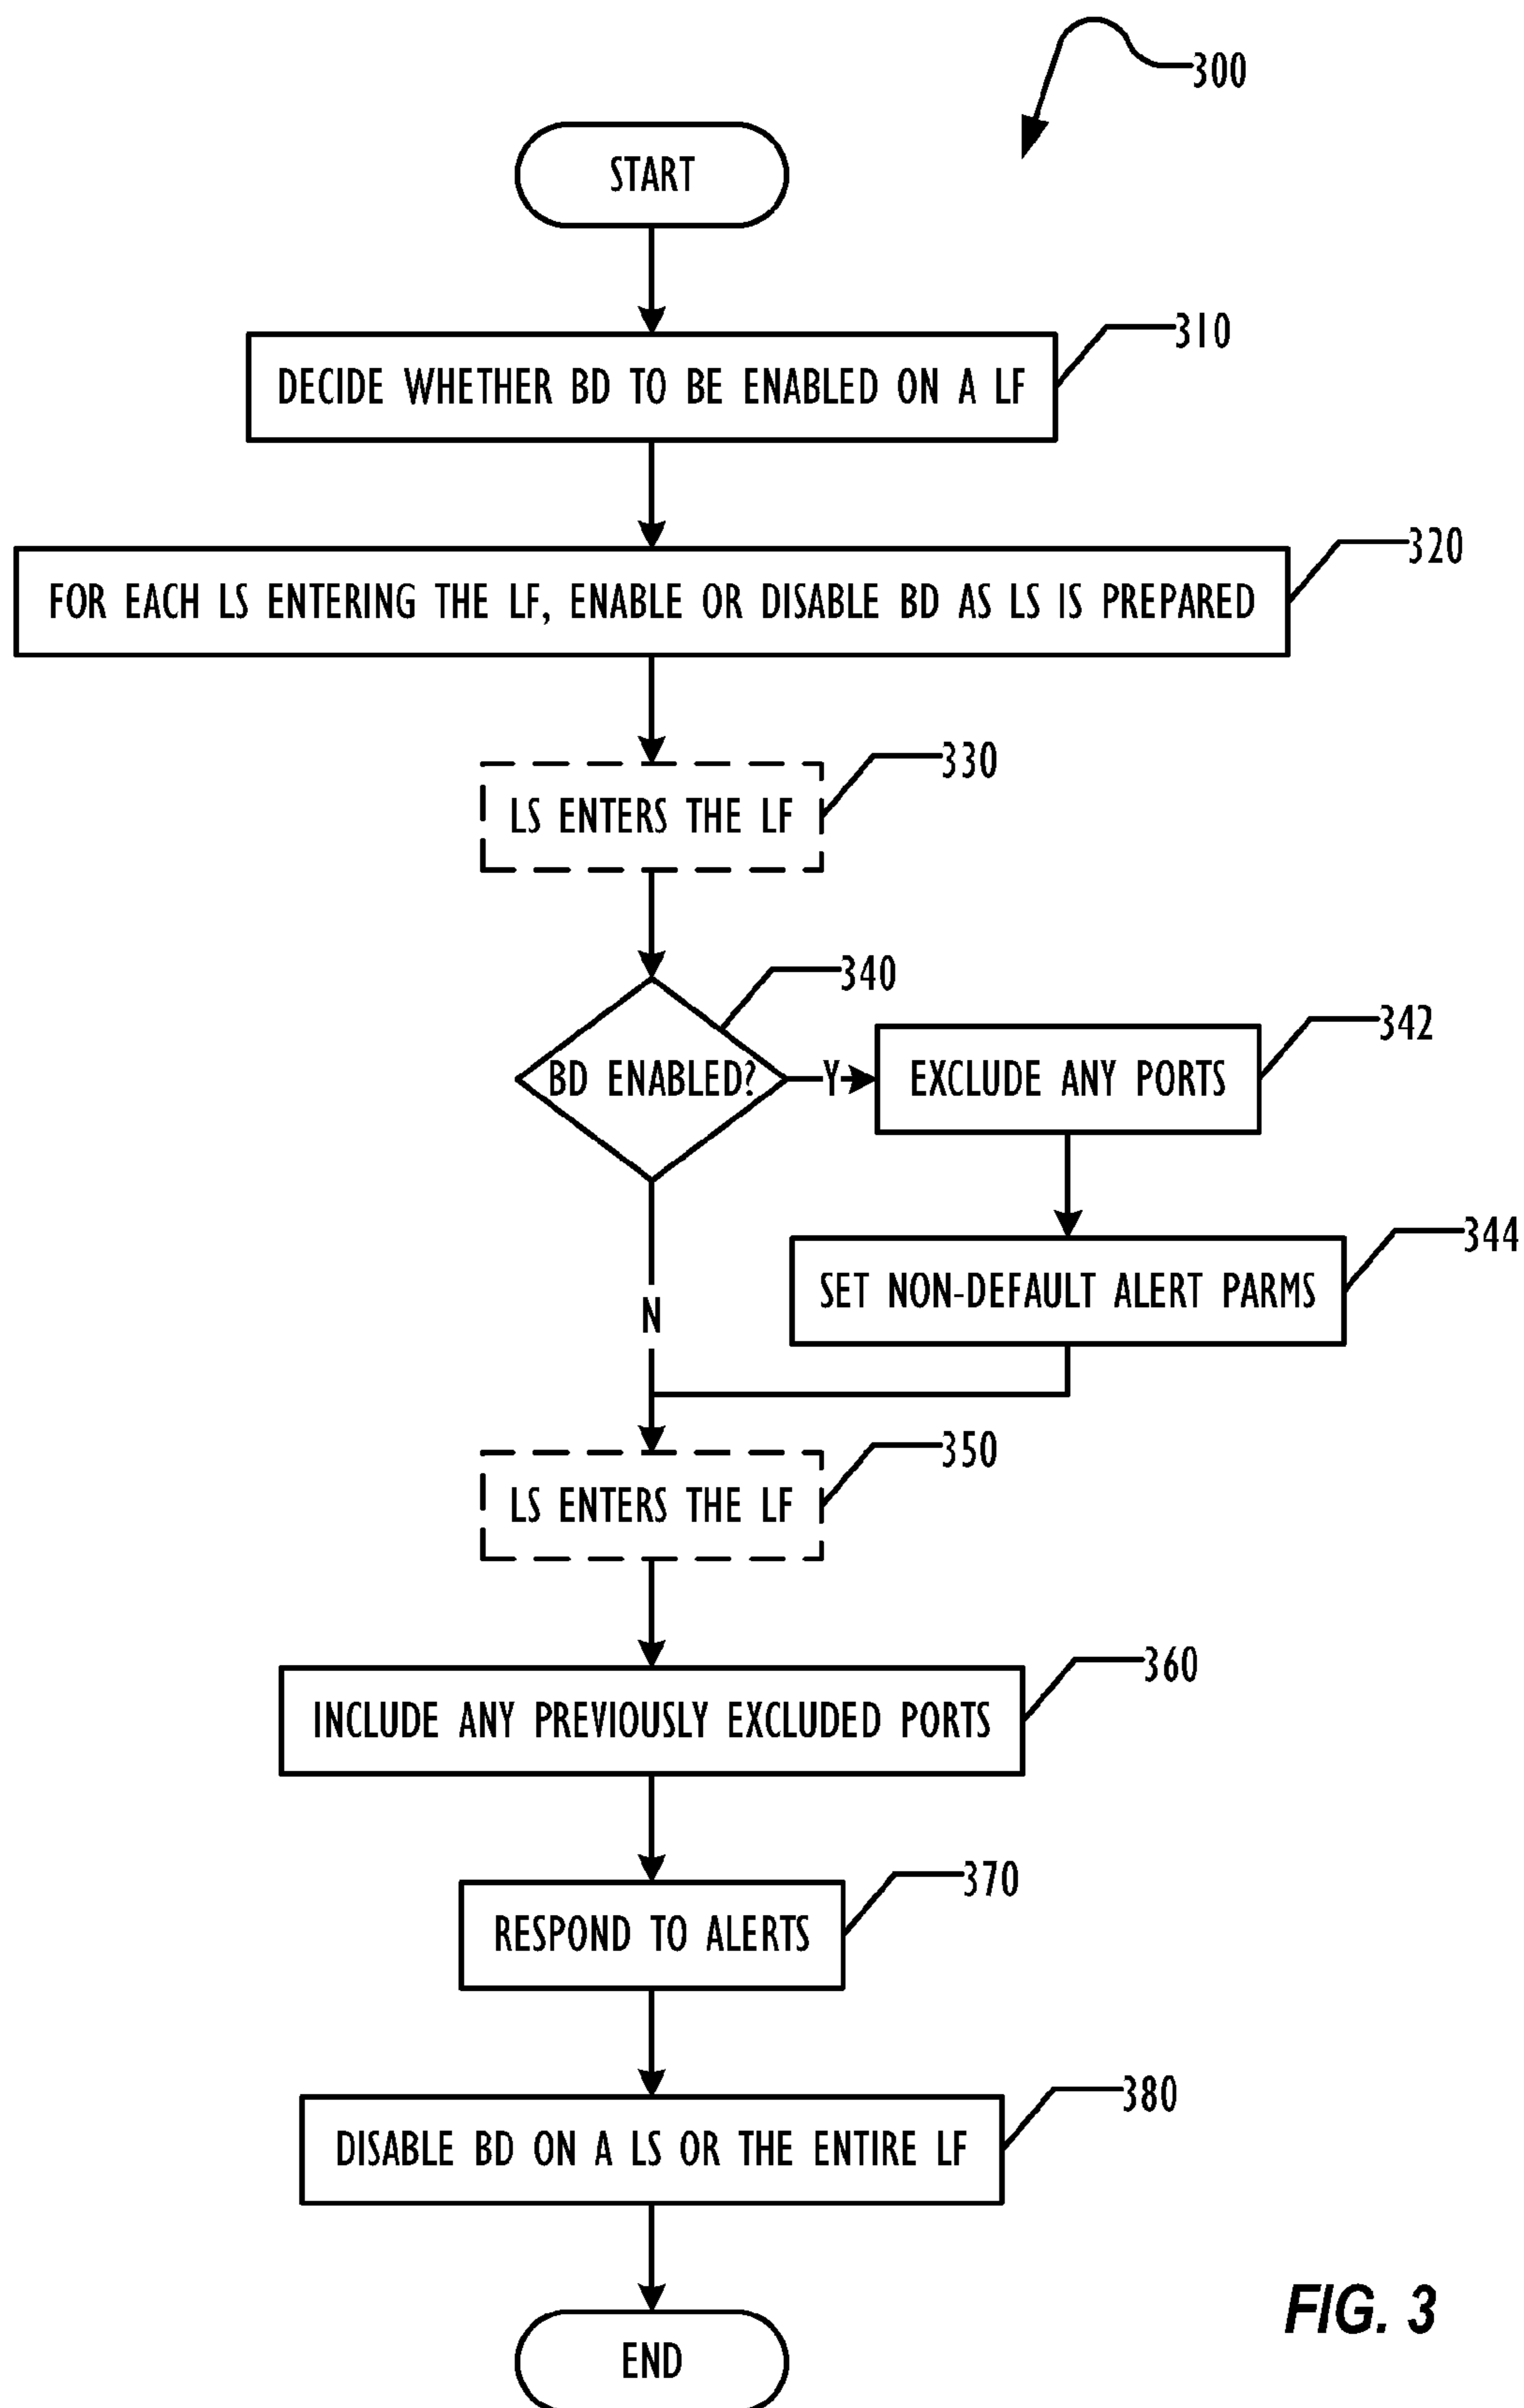 300
START
310
DECIDE WHETHER BD TO BE ENABLED ON A LF
320
FOR EACH LS ENTERING THE LF, ENABLE OR DISABLE BD AS LS IS PREPARED
330
LS ENTERS THE LF
340
BD ENABLED?
Y
342
EXCLUDE ANY PORTS
344
SET NON-DEFAULT ALERT PARMS
N
350
LS ENTERS THE LF
360
INCLUDE ANY PREVIOUSLY EXCLUDED PORTS
370
RESPOND TO ALERTS
380
DISABLE BD ON A LS OR THE ENTIRE LF
END
FIG. 3